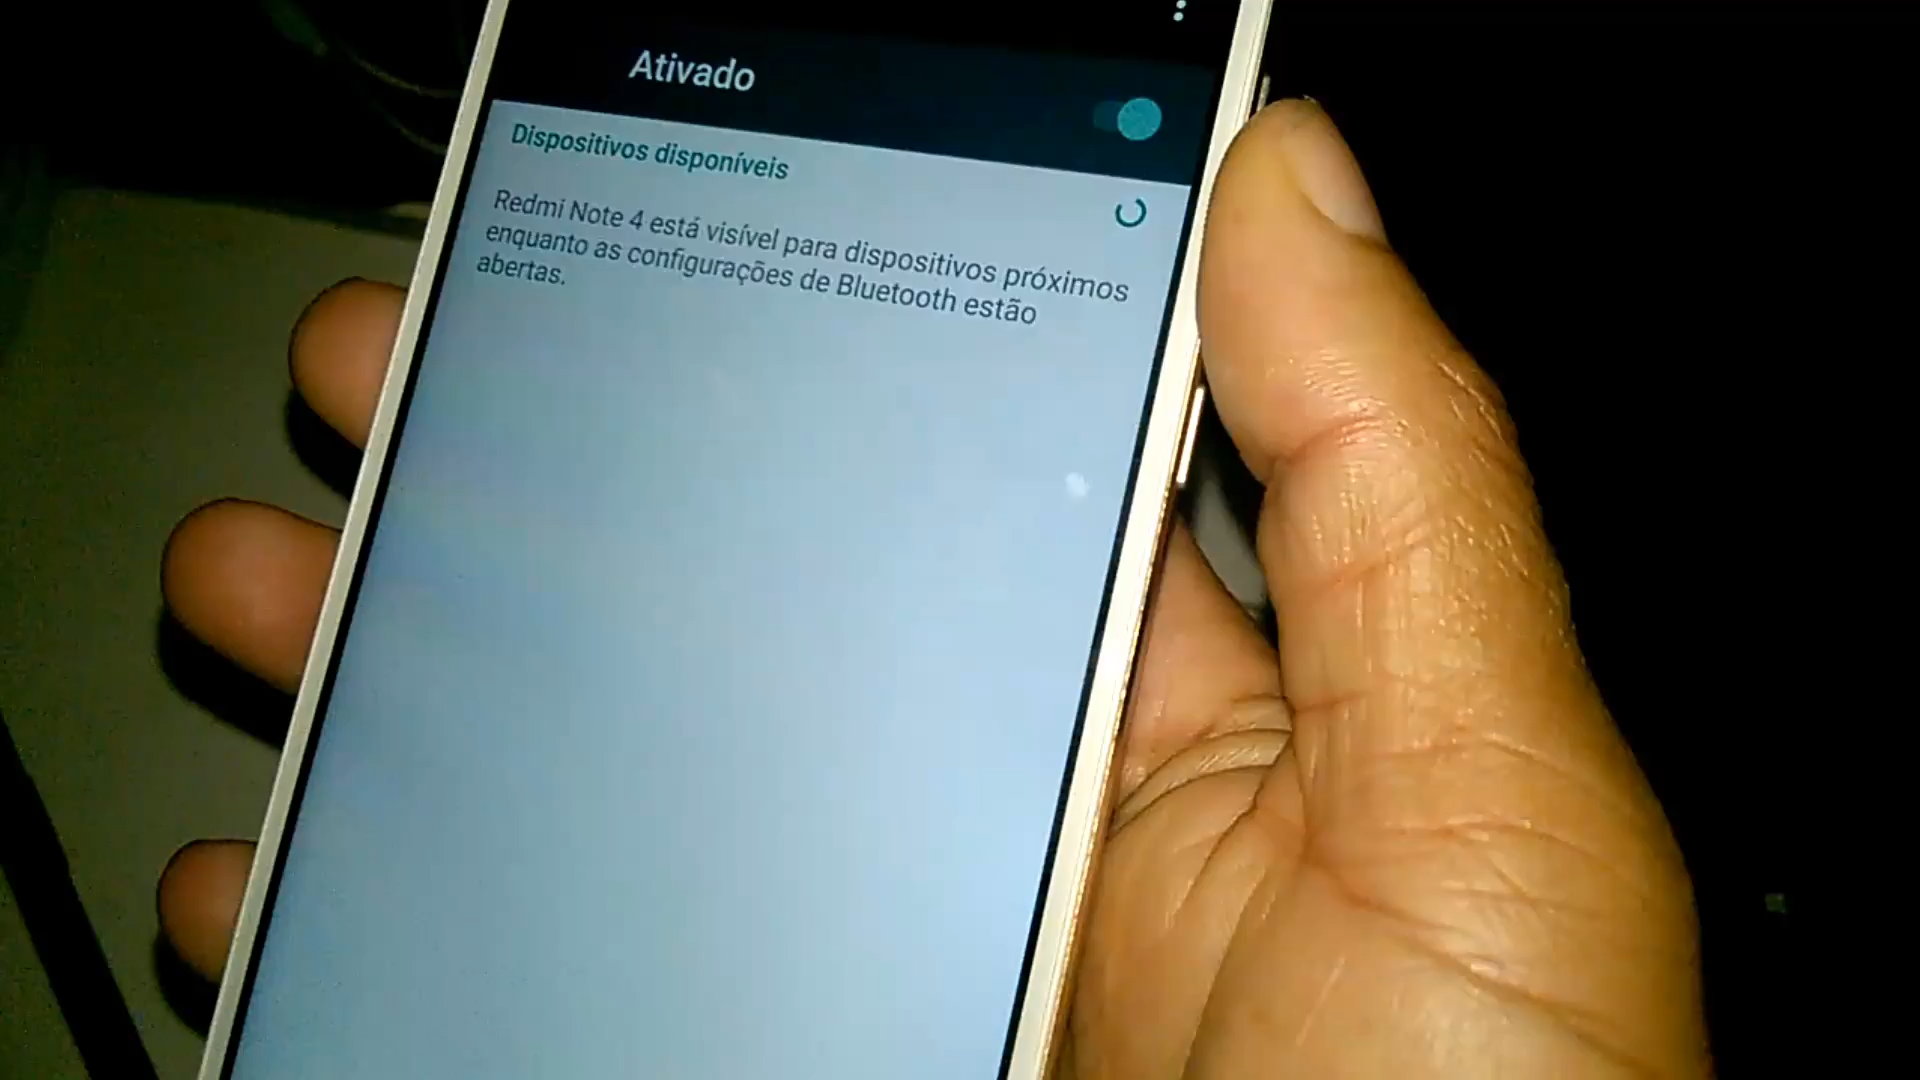 Ativado
Dispositivos disponíveis
Redmi Note 4 está visível para dispositivos próximos
enquanto as configurações de Bluetooth estão
abertas.